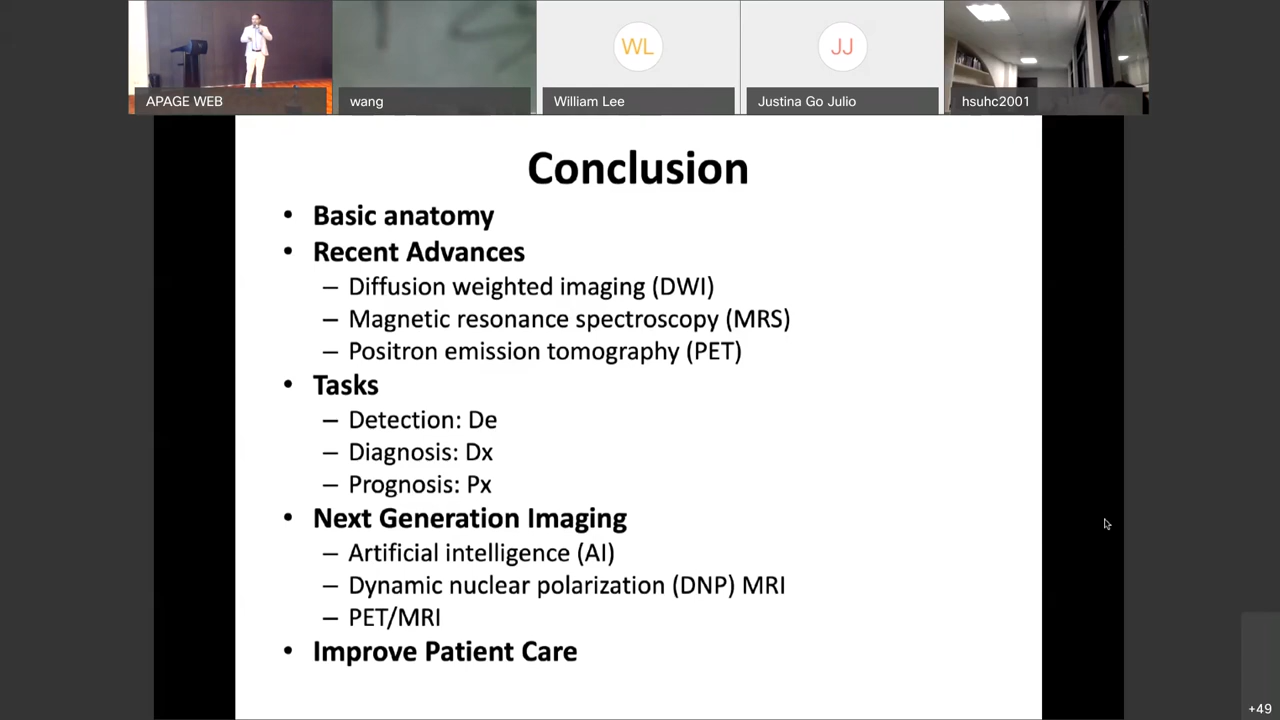 WL
JJ
APAGE WEB
wang
William Lee
Justina Go Julio
hsuhc2001
Conclusion
• Basic anatomy
• Recent Advances
– Diffusion weighted imaging (DWI)
– Magnetic resonance spectroscopy (MRS)
– Positron emission tomography (PET)
• Tasks
– Detection: De
– Diagnosis: Dx
– Prognosis: Px
• Next Generation Imaging
– Artificial intelligence (AI)
– Dynamic nuclear polarization (DNP) MRI
– PET/MRI
• Improve Patient Care
+49